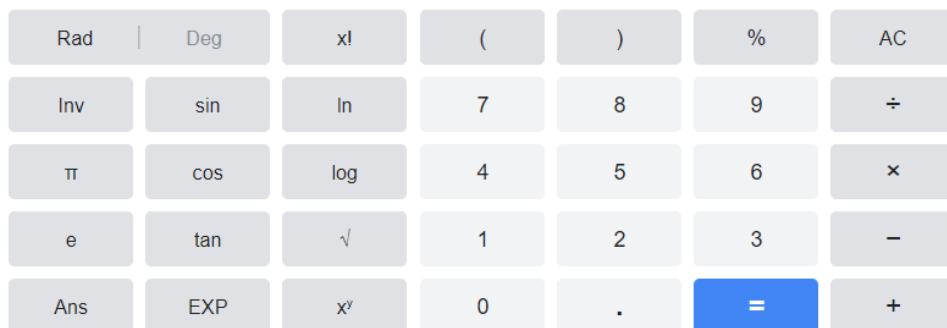 Rad | Deg x! ( ) % AC
Inv sin ln 7 8 9 ÷
π cos log 4 5 6 ×
e tan √ 1 2 3 −
Ans EXP xʸ 0 . = +